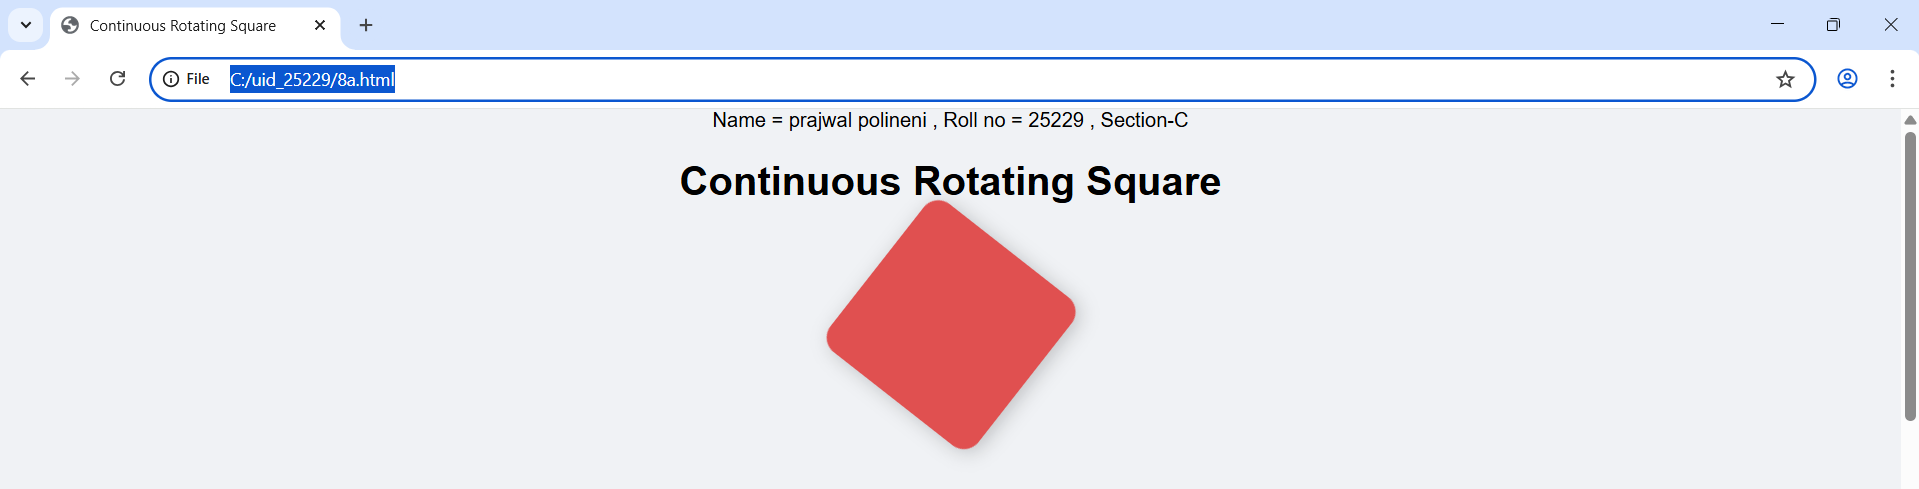 Continuous Rotating Square
File C:/uid_25229/8a.html
Name = prajwal polineni , Roll no = 25229 , Section-C
Continuous Rotating Square